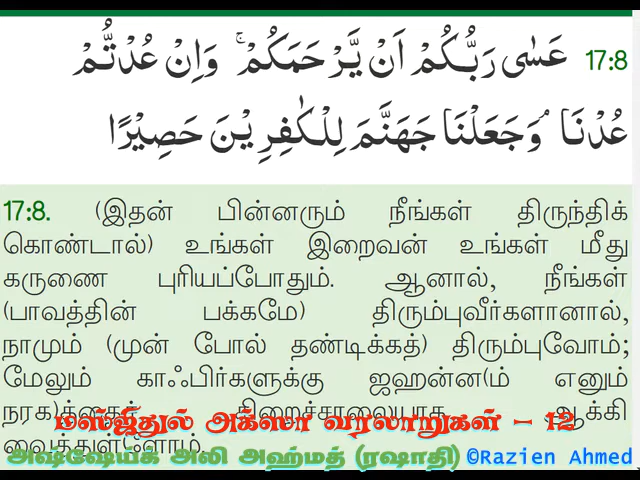 عَسٰى رَبُّكُمْ اَنْ يَّرْحَمَكُمْ‌ ۚ وَاِنْ عُدْتُّمْ 17:8
عُدْنَا‌ ۘ وَجَعَلْنَا جَهَنَّمَ لِلْكٰفِرِيْنَ حَصِيْرًا
17:8. (இதன் பின்னரும் நீங்கள் திருந்திக்
கொண்டால்) உங்கள் இறைவன் உங்கள் மீது
கருணை புரியப்போதும். ஆனால், நீங்கள்
(பாவத்தின் பக்கமே) திரும்புவீர்களானால்,
நாமும் (முன் போல் தண்டிக்கத்) திரும்புவோம்;
மேலும் காஃபிர்களுக்கு ஜஹன்ன(ம் எனும்
நரக)த்தைச் சிறைச்சாலையாக ஆக்கி
வைத்துள்ளோம்.
மஸ்ஜிதுல் அக்ஸா வரலாறுகள் – 12
அஷ்ஷெய்க் அலி அஹ்மத் (ரஷாதி) ©Razien Ahmed